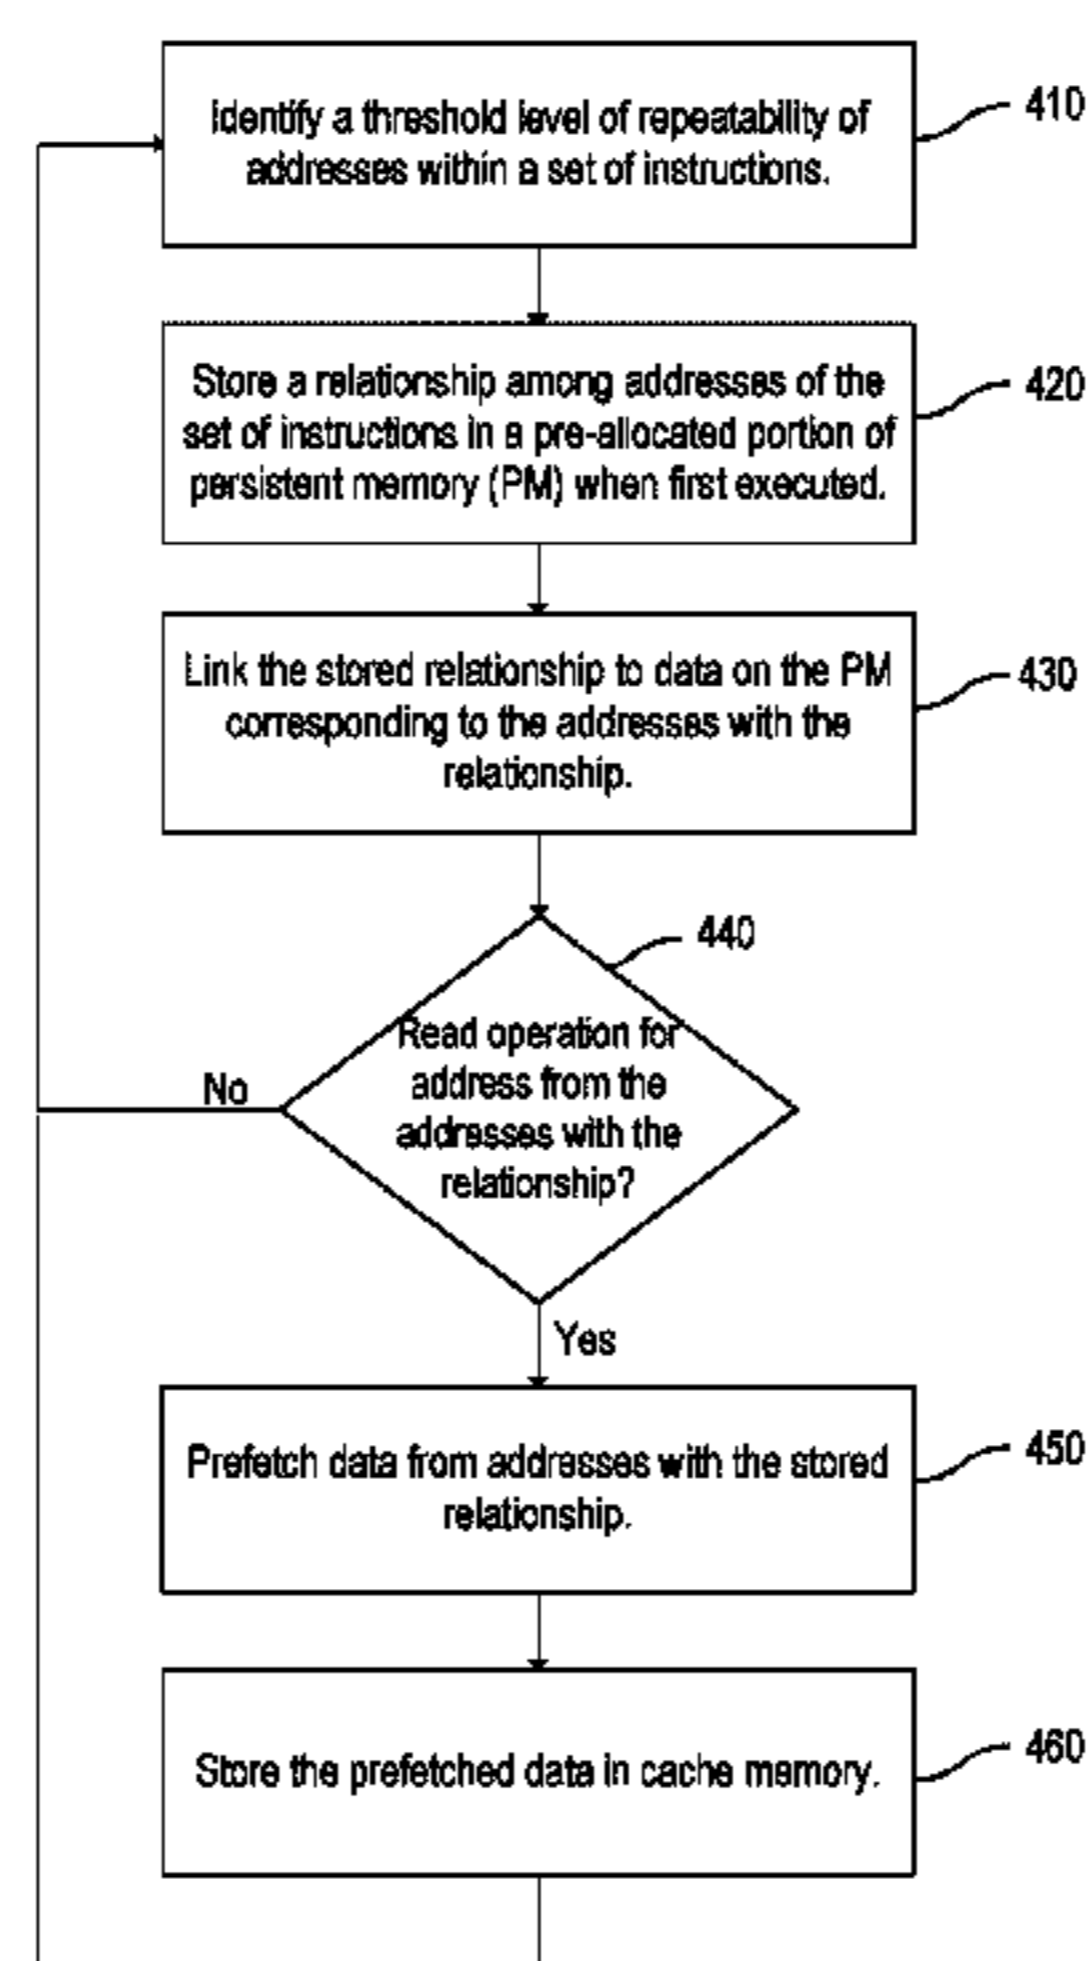 Identify a threshold level of repeatability of
addresses within a set of instructions.
410
Store a relationship among addresses of the
set of instructions in a pre-allocated portion of
persistent memory (PM) when first executed.
420
Link the stored relationship to data on the PM
corresponding to the addresses with the
relationship.
430
440
Read operation for
address from the
addresses with the
relationship?
No
Yes
Prefetch data from addresses with the stored
relationship.
450
Store the prefetched data in cache memory.
460